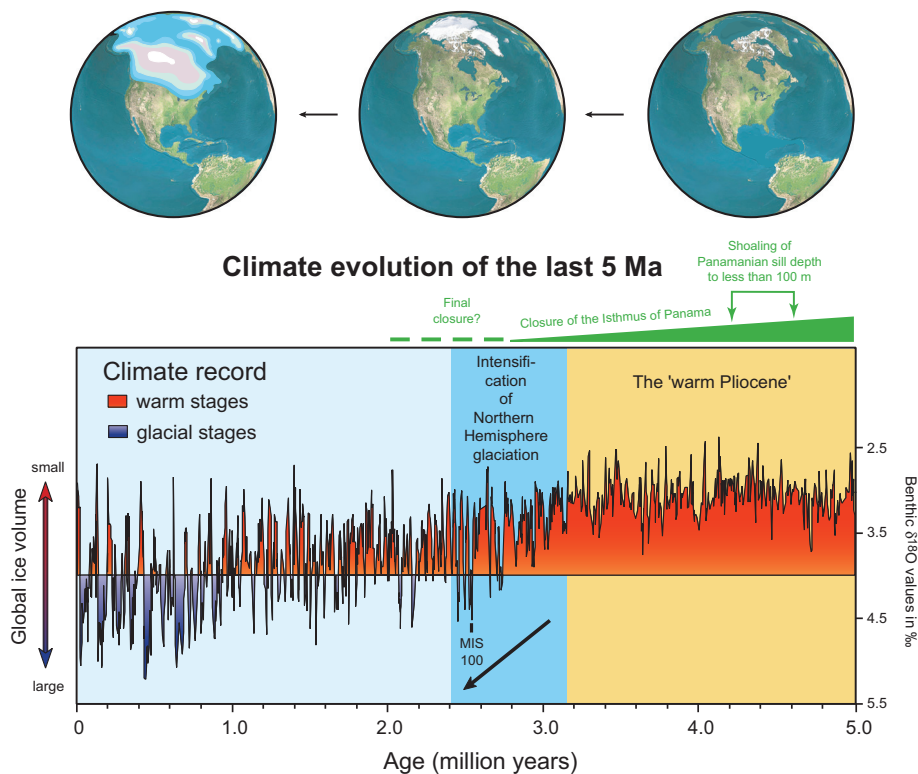 Climate evolution of the last 5 Ma
Shoaling of
Panamanian sill depth
to less than 100 m
Final
closure?
Closure of the Isthmus of Panama
Climate record
warm stages
glacial stages
Intensifi-
cation
of
Northern
Hemisphere
glaciation
The 'warm Pliocene'
small
Global ice volume
large
MIS
100
2.5
3.5
4.5
5.5
Benthic δ18O values in ‰
0 1.0 2.0 3.0 4.0 5.0
Age (million years)